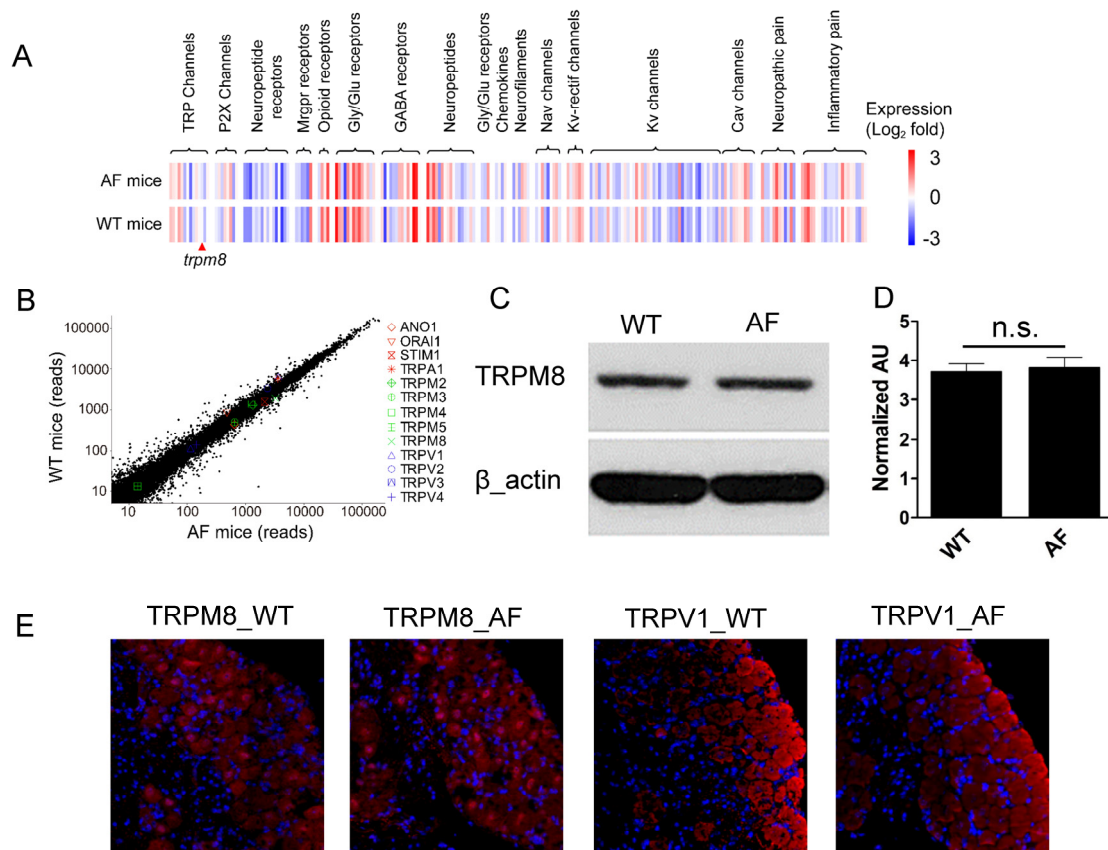 A
TRP Channels
P2X Channels
Neuropeptide
receptors
Mrgpr receptors
Opioid receptors
Gly/Glu receptors
GABA receptors
Neuropeptides
Gly/Glu receptors
Chemokines
Neurofilaments
Nav channels
Kv-rectif channels
Kv channels
Cav channels
Neuropathic pain
Inflammatory pain
Expression
(Log₂ fold)
3
0
-3
AF mice
WT mice
trpm8
B
WT mice (reads)
100000
10000
1000
100
10
10
100
1000
10000
100000
AF mice (reads)
ANO1
ORAI1
STIM1
TRPA1
TRPM2
TRPM3
TRPM4
TRPM5
TRPM8
TRPV1
TRPV2
TRPV3
TRPV4
C
WT
AF
TRPM8
β_actin
D
n.s.
Normalized AU
5
4
3
2
1
0
WT
AF
E
TRPM8_WT
TRPM8_AF
TRPV1_WT
TRPV1_AF